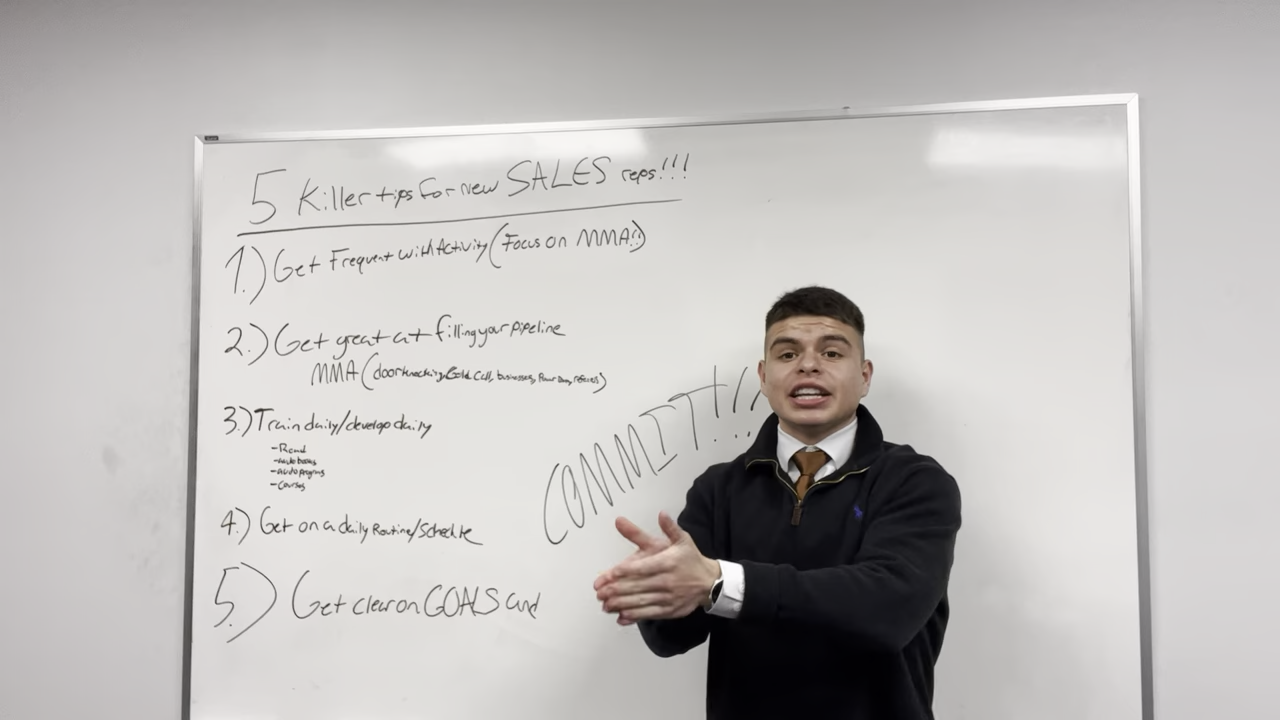 5 Killer tips for new SALES reps!!!
1.) Get Frequent with Activity (Focus on MMA!!)
2.) Get great at filling your pipeline
MMA (door knocking, Cold Call, businesses, Power Day, referrals)
3.) Train daily/develop daily
- Read
- Audio books
- Audio programs
- Courses
4.) Get on a daily Routine/Schedule
5.) Get clear on GOALS and
COMMIT!!!